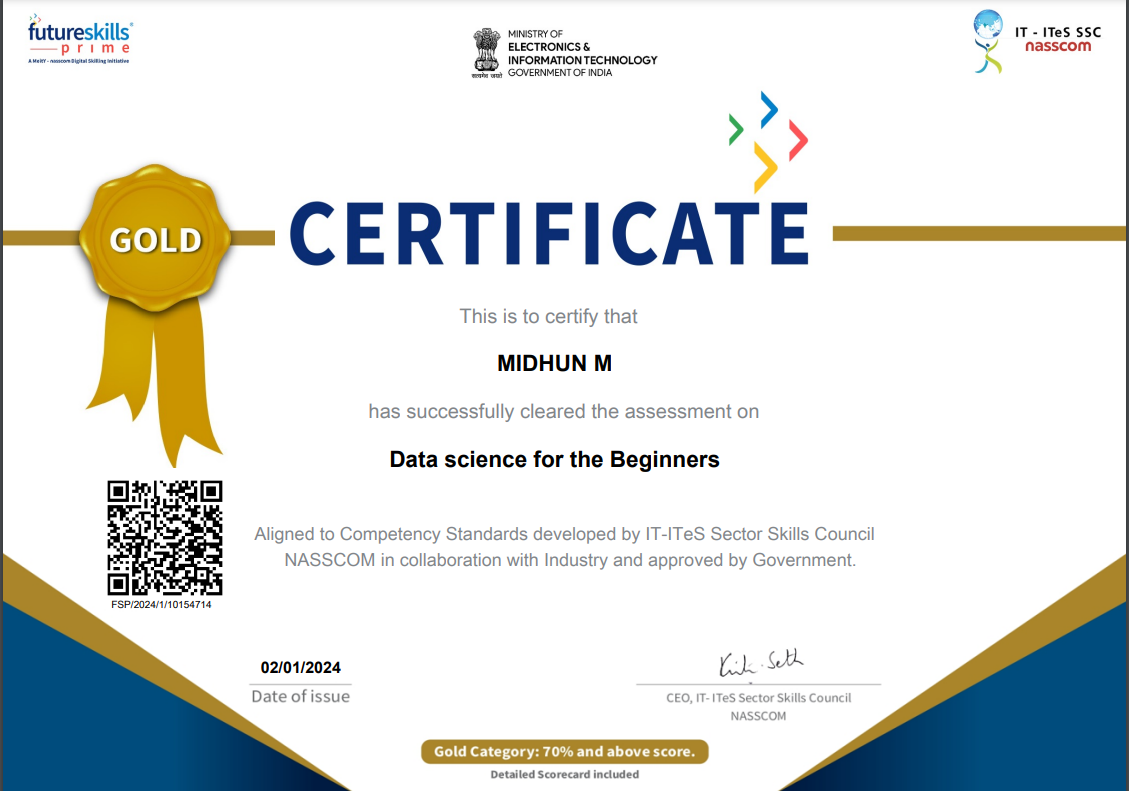 futureskills
prime
A MeitY - nasscom Digital Skilling Initiative
सत्यमेव जयते
MINISTRY OF
ELECTRONICS &
INFORMATION TECHNOLOGY
GOVERNMENT OF INDIA
IT - ITeS SSC
nasscom
GOLD
CERTIFICATE
This is to certify that
MIDHUN M
has successfully cleared the assessment on
Data science for the Beginners
Aligned to Competency Standards developed by IT-ITeS Sector Skills Council
NASSCOM in collaboration with Industry and approved by Government.
FSP/2024/1/10154714
02/01/2024
Date of issue
CEO, IT- ITeS Sector Skills Council
NASSCOM
Gold Category: 70% and above score.
Detailed Scorecard included